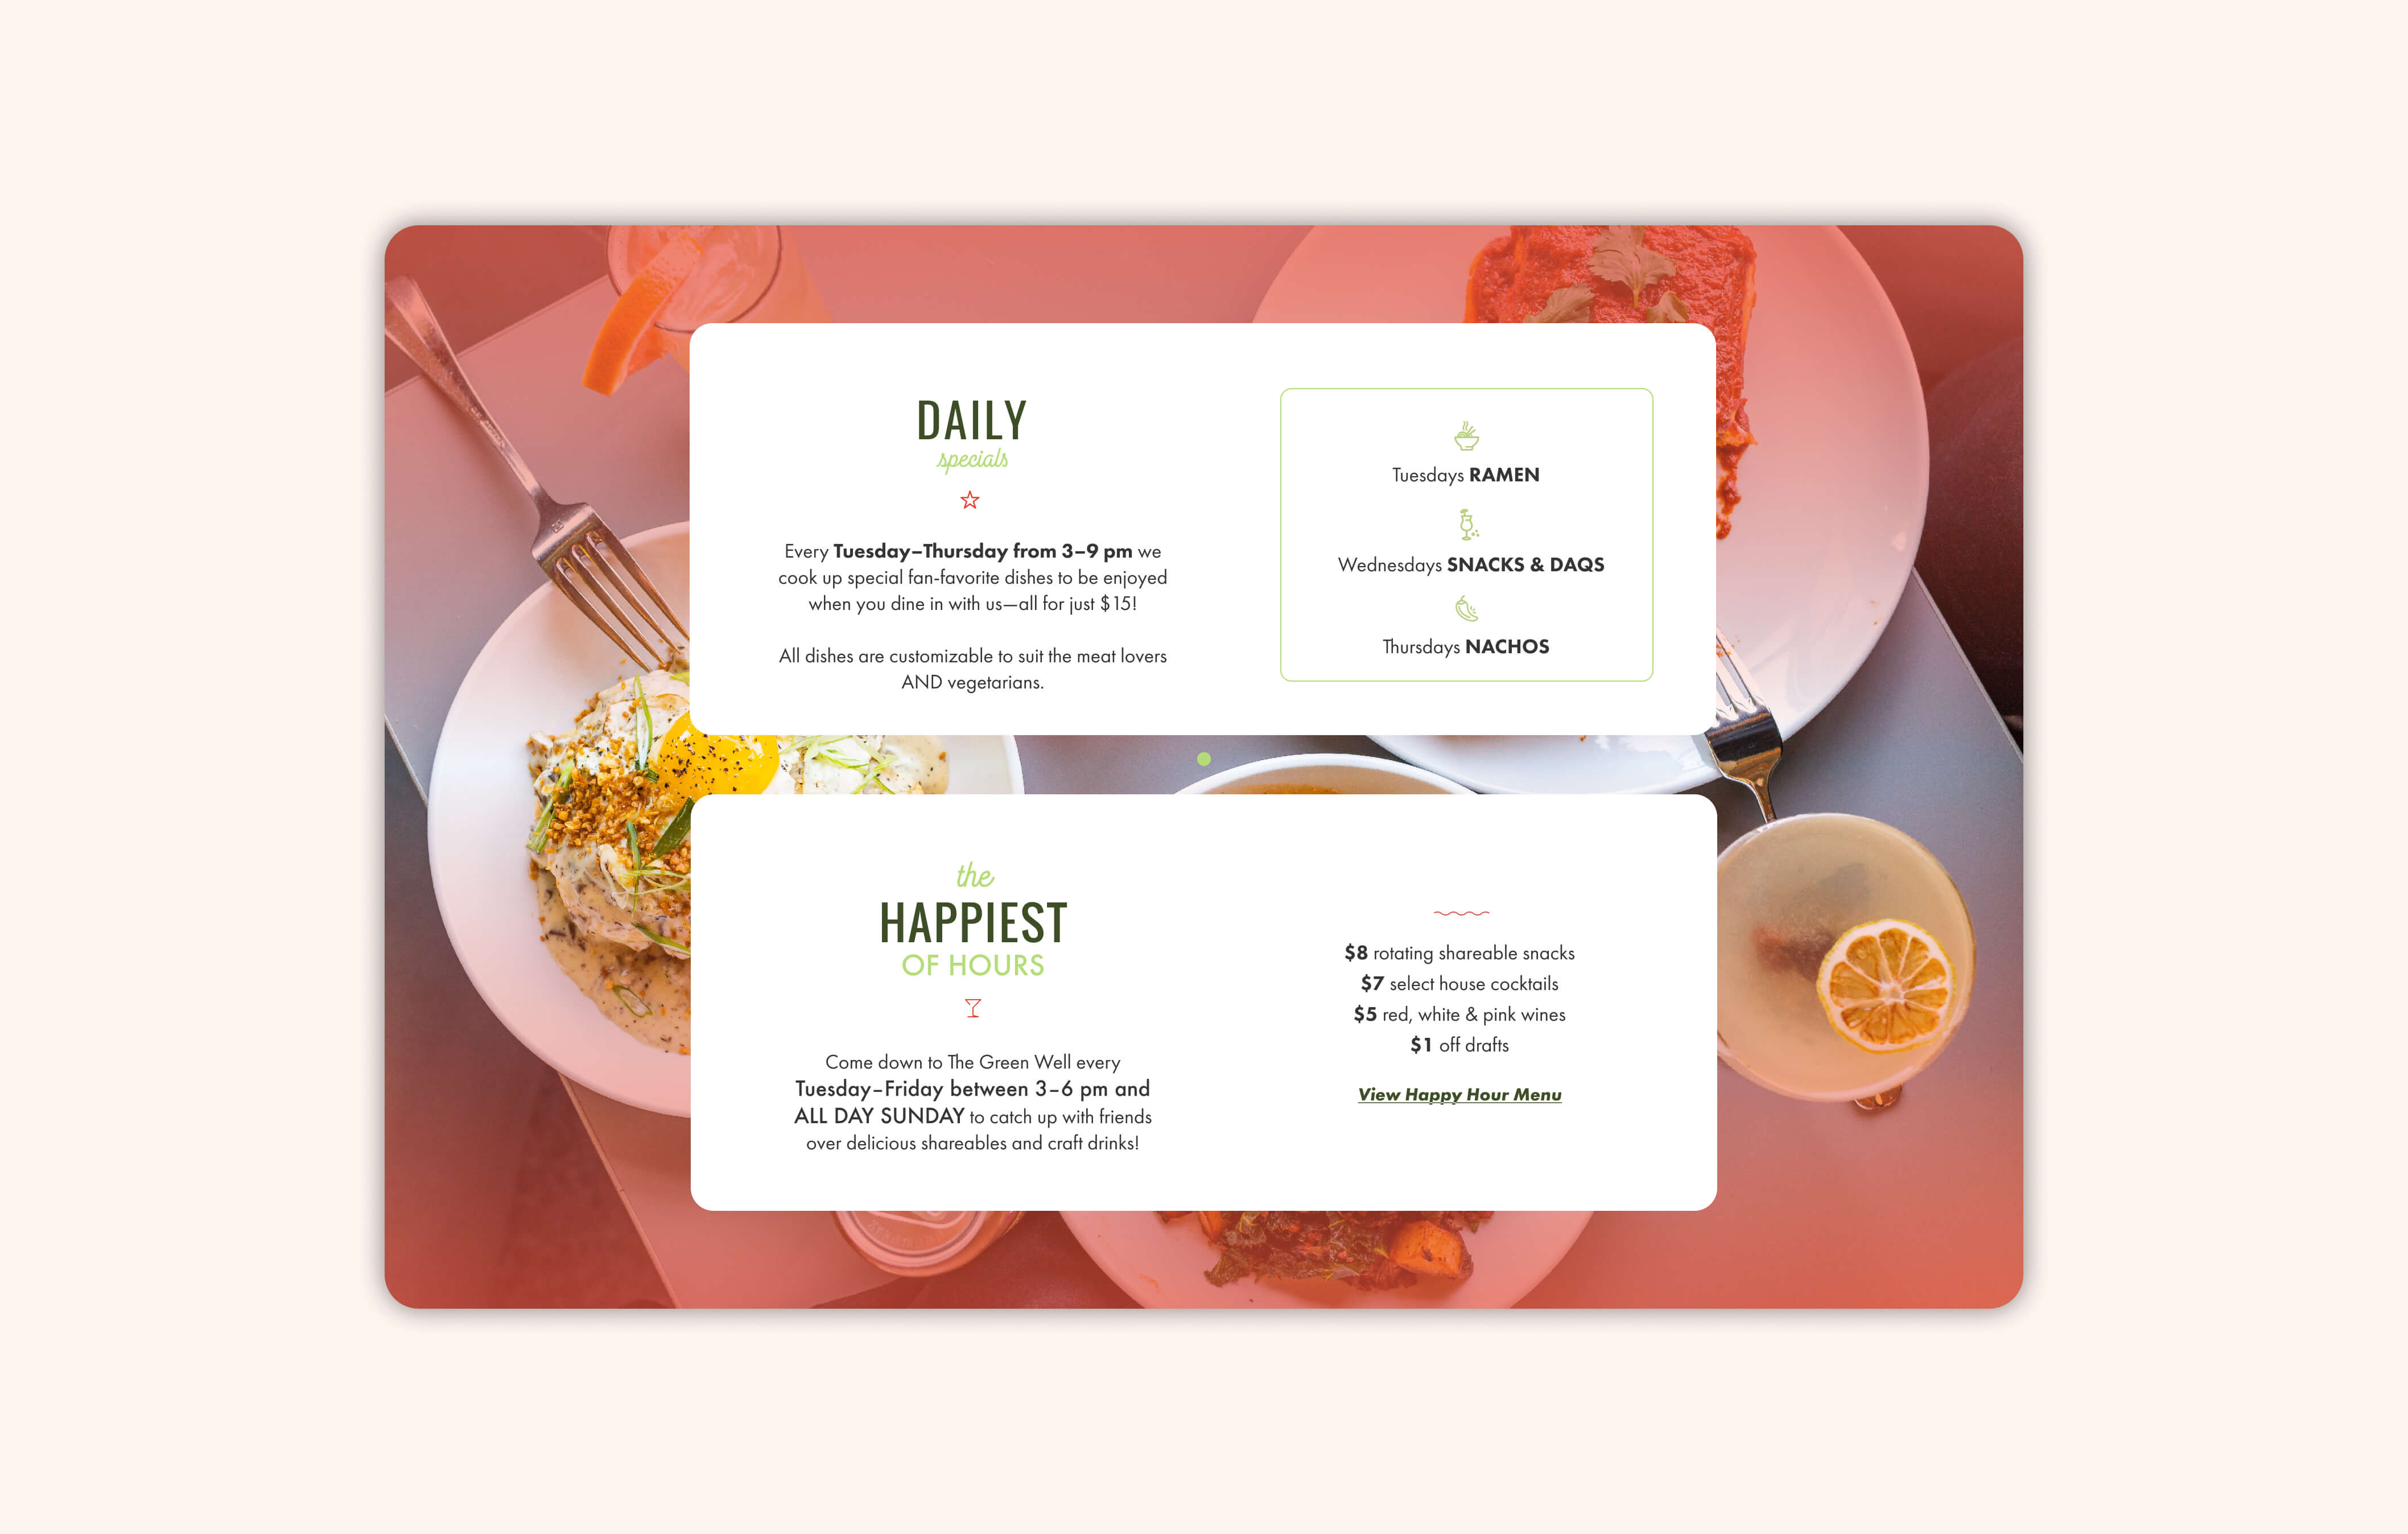 DAILY
specials
Every Tuesday–Thursday from 3–9 pm we
cook up special fan-favorite dishes to be enjoyed
when you dine in with us—all for just $15!
All dishes are customizable to suit the meat lovers
AND vegetarians.
Tuesdays RAMEN
Wednesdays SNACKS & DAQS
Thursdays NACHOS
the
HAPPIEST
OF HOURS
Come down to The Green Well every
Tuesday–Friday between 3–6 pm and
ALL DAY SUNDAY to catch up with friends
over delicious shareables and craft drinks!
$8 rotating shareable snacks
$7 select house cocktails
$5 red, white & pink wines
$1 off drafts
View Happy Hour Menu